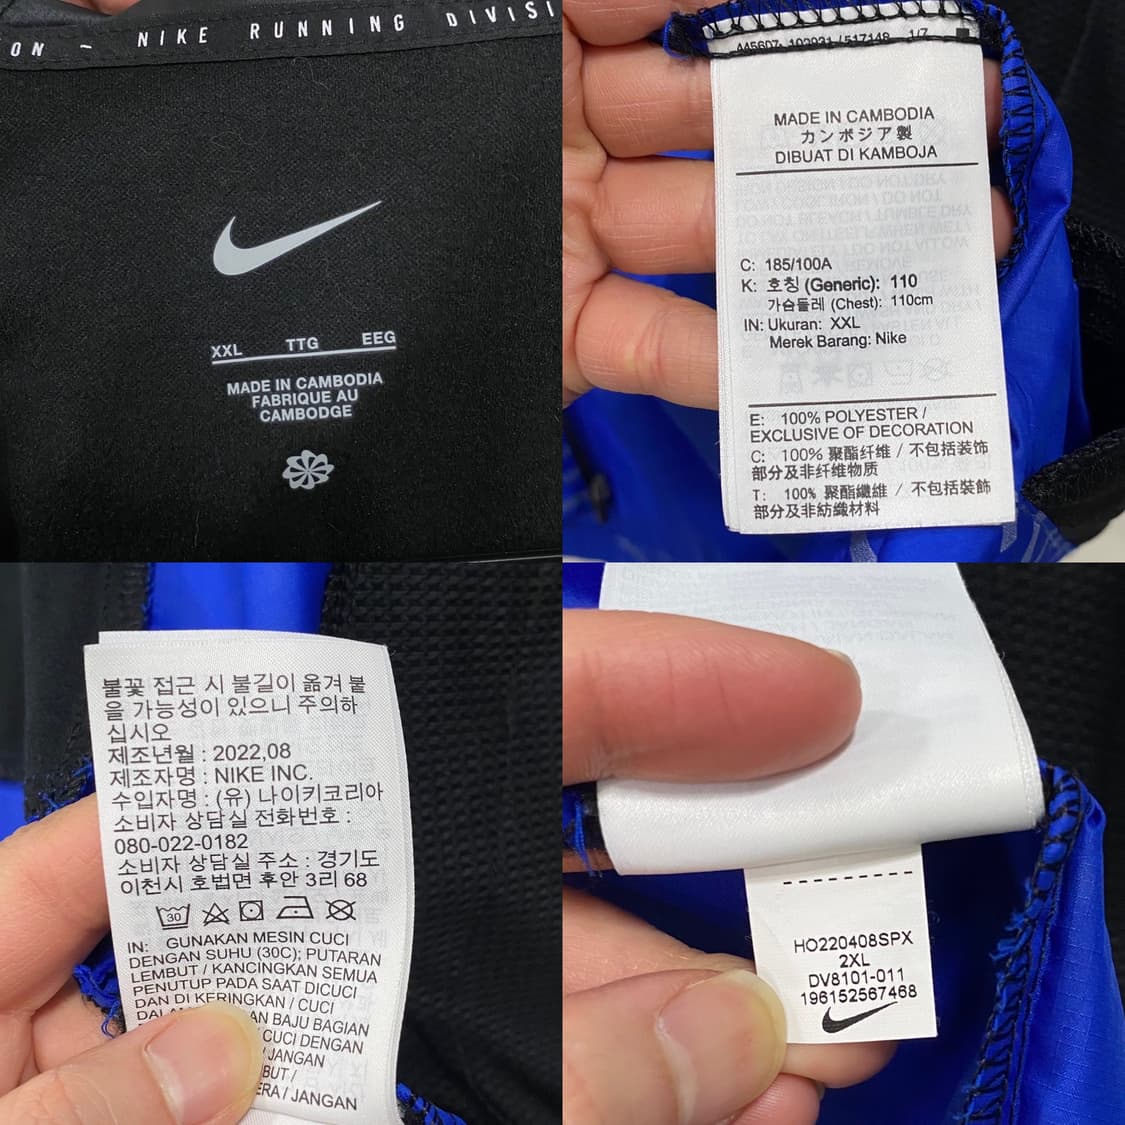 ON – NIKE RUNNING DIVISI
XXL TTG EEG
MADE IN CAMBODIA
FABRIQUE AU
CAMBODGE
MADE IN CAMBODIA
カンボジア製
DIBUAT DI KAMBOJA
C: 185/100A
K: 호칭 (Generic): 110
가슴둘레 (Chest): 110cm
IN: Ukuran: XXL
Merek Barang: Nike
E: 100% POLYESTER /
EXCLUSIVE OF DECORATION
C: 100% 聚酯纤维 / 不包括装饰
部分及非纤维物质
T: 100% 聚酯纖維 / 不包括裝飾
部分及非紡織材料
불꽃 접근 시 불길이 옮겨 붙
을 가능성이 있으니 주의하
십시오
제조년월 : 2022,08
제조자명 : NIKE INC.
수입자명 : (유) 나이키코리아
소비자 상담실 전화번호 :
080-022-0182
소비자 상담실 주소 : 경기도
이천시 호법면 후안 3리 68
30
IN: GUNAKAN MESIN CUCI
DENGAN SUHU (30C); PUTARAN
LEMBUT / KANCINGKAN SEMUA
PENUTUP PADA SAAT DICUCI
DAN DI KERINGKAN / CUCI
BAJU BAGIAN
CUCI DENGAN
JANGAN
/ JANGAN
HO220408SPX
2XL
DV8101-011
196152567468